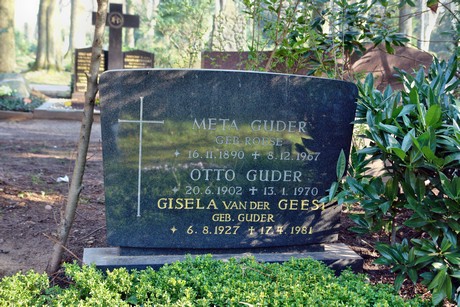 META GUDER
GEB. ROESE
* 16.11.1890 + 8.12.1967
OTTO GUDER
* 20.6.1902 + 13.1.1970
GISELA VAN DER GEEST
GEB. GUDER
* 6.8.1927 + 17.4.1981